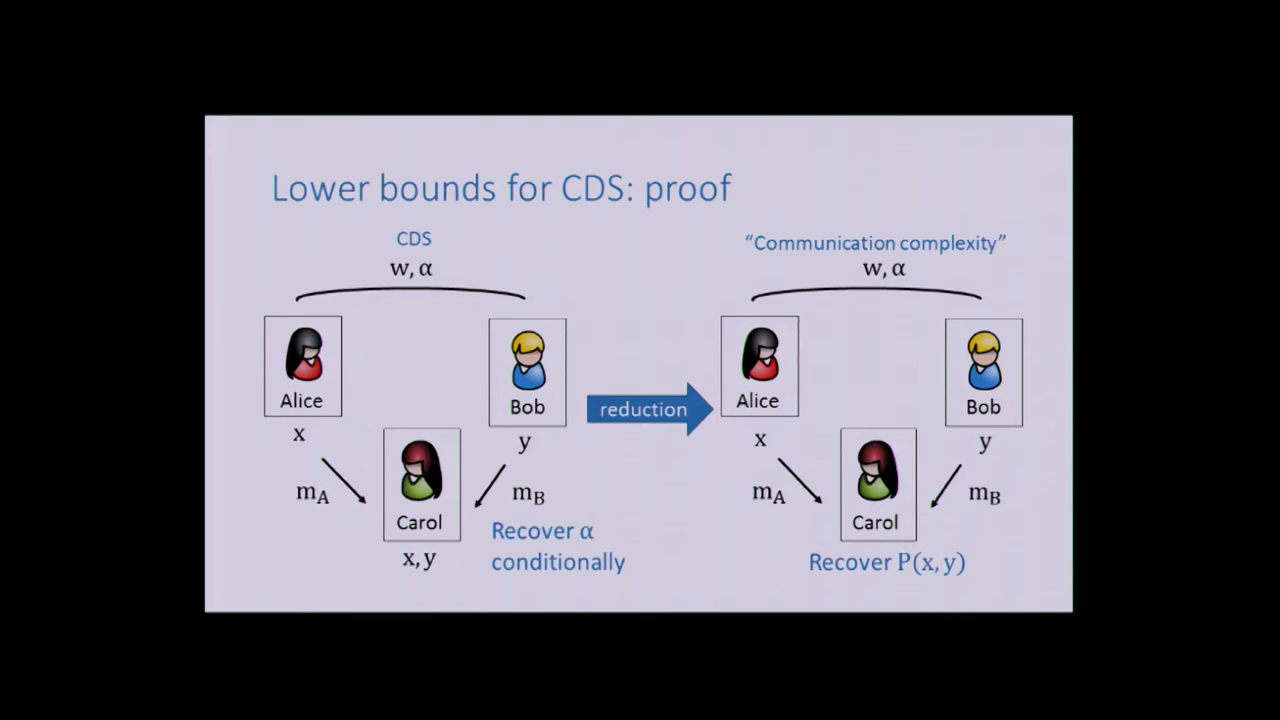 Lower bounds for CDS: proof
CDS
w, α
Alice
Bob
x
y
m_A
m_B
Carol
x, y
Recover α
conditionally
reduction
“Communication complexity”
w, α
Alice
Bob
x
y
m_A
m_B
Carol
Recover P(x, y)